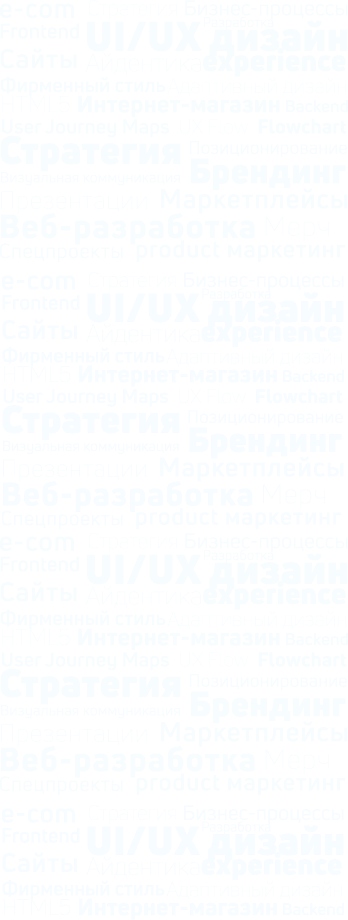 e-com Бизнес-процессы
Frontend UI/UX дизайн
Сайты experience
Фирменный стиль
Интернет-магазин Backend
User Journey Maps Flowchart
Стратегия Позиционирование
Брендинг
Презентации Маркетплейсы
Веб-разработка
Спецпроекты product маркетинг
e-com Бизнес-процессы
Frontend UI/UX дизайн
Сайты experience
Фирменный стиль
Интернет-магазин Backend
User Journey Maps Flowchart
Стратегия Позиционирование
Брендинг
Презентации Маркетплейсы
Веб-разработка
Спецпроекты product маркетинг
e-com Бизнес-процессы
Frontend UI/UX дизайн
Сайты experience
Фирменный стиль
Интернет-магазин Backend
User Journey Maps Flowchart
Стратегия Позиционирование
Брендинг
Презентации Маркетплейсы
Веб-разработка
Спецпроекты product маркетинг
e-com Бизнес-процессы
Frontend UI/UX дизайн
Сайты experience
Фирменный стиль
Интернет-магазин Backend